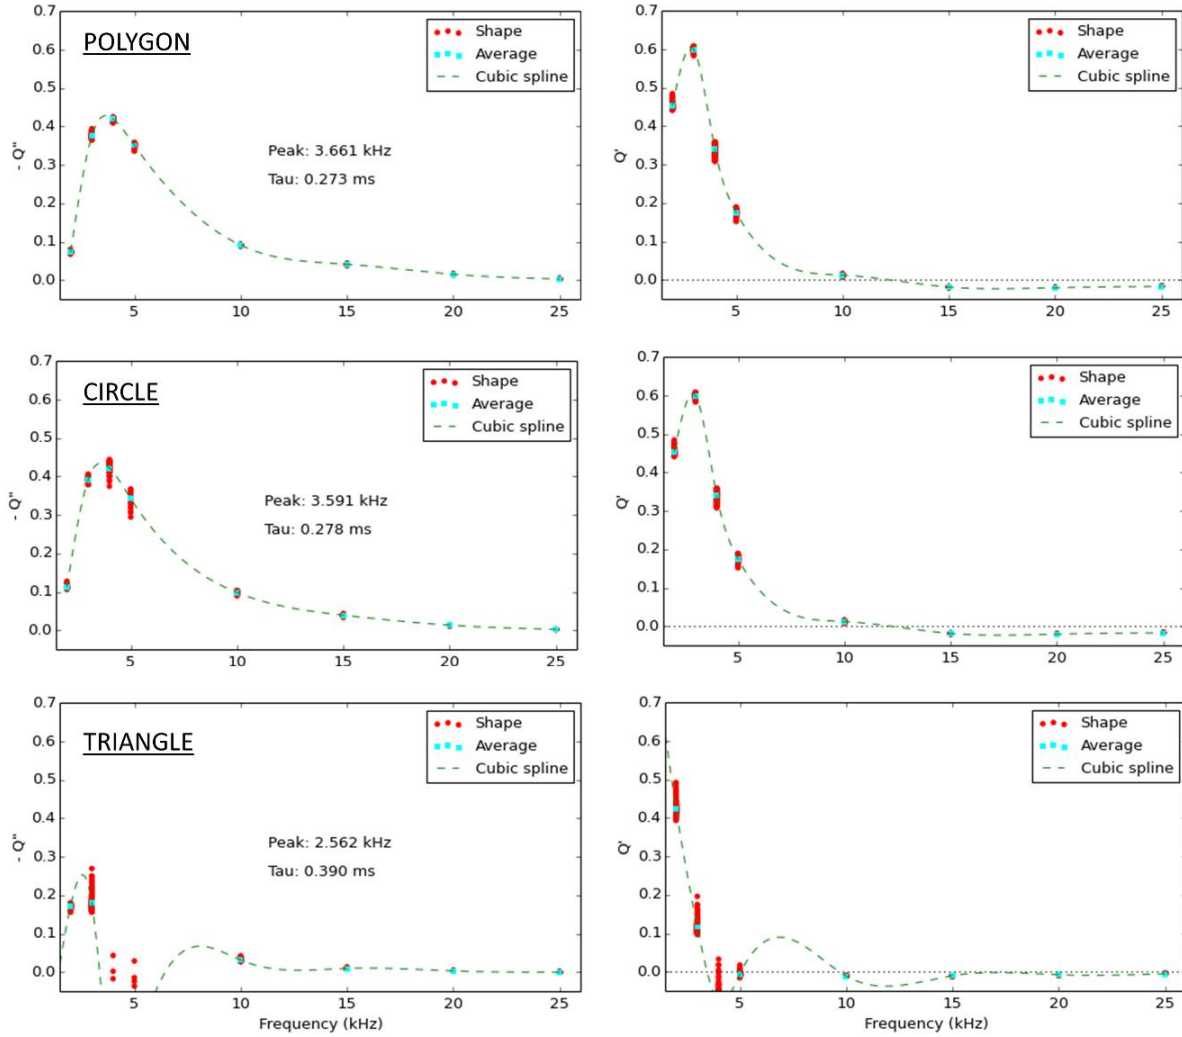 POLYGON
Shape
Average
Cubic spline
Peak: 3.661 kHz
Tau: 0.273 ms
- Q"
0.7
0.6
0.5
0.4
0.3
0.2
0.1
0.0
5 10 15 20 25
Shape
Average
Cubic spline
Q'
0.7
0.6
0.5
0.4
0.3
0.2
0.1
0.0
5 10 15 20 25
CIRCLE
Shape
Average
Cubic spline
Peak: 3.591 kHz
Tau: 0.278 ms
- Q"
0.7
0.6
0.5
0.4
0.3
0.2
0.1
0.0
5 10 15 20 25
Shape
Average
Cubic spline
Q'
0.7
0.6
0.5
0.4
0.3
0.2
0.1
0.0
5 10 15 20 25
TRIANGLE
Shape
Average
Cubic spline
Peak: 2.562 kHz
Tau: 0.390 ms
- Q"
0.7
0.6
0.5
0.4
0.3
0.2
0.1
0.0
5 10 15 20 25
Frequency (kHz)
Shape
Average
Cubic spline
Q'
0.7
0.6
0.5
0.4
0.3
0.2
0.1
0.0
5 10 15 20 25
Frequency (kHz)